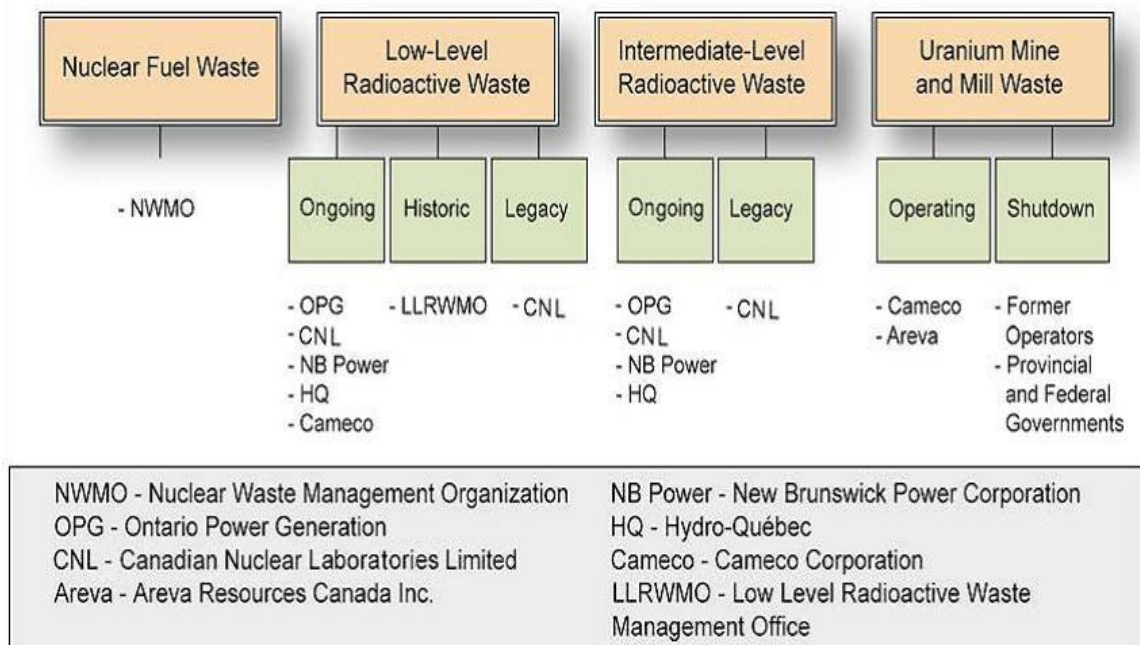 Nuclear Fuel Waste
Low-Level
Radioactive Waste
Intermediate-Level
Radioactive Waste
Uranium Mine
and Mill Waste
- NWMO
Ongoing
Historic
Legacy
Ongoing
Legacy
Operating
Shutdown
- OPG
- CNL
- NB Power
- HQ
- Cameco
- LLRWMO
- CNL
- OPG
- CNL
- NB Power
- HQ
- CNL
- Cameco
- Areva
- Former
Operators
- Provincial
and Federal
Governments
NWMO - Nuclear Waste Management Organization
OPG - Ontario Power Generation
CNL - Canadian Nuclear Laboratories Limited
Areva - Areva Resources Canada Inc.
NB Power - New Brunswick Power Corporation
HQ - Hydro-Québec
Cameco - Cameco Corporation
LLRWMO - Low Level Radioactive Waste
Management Office